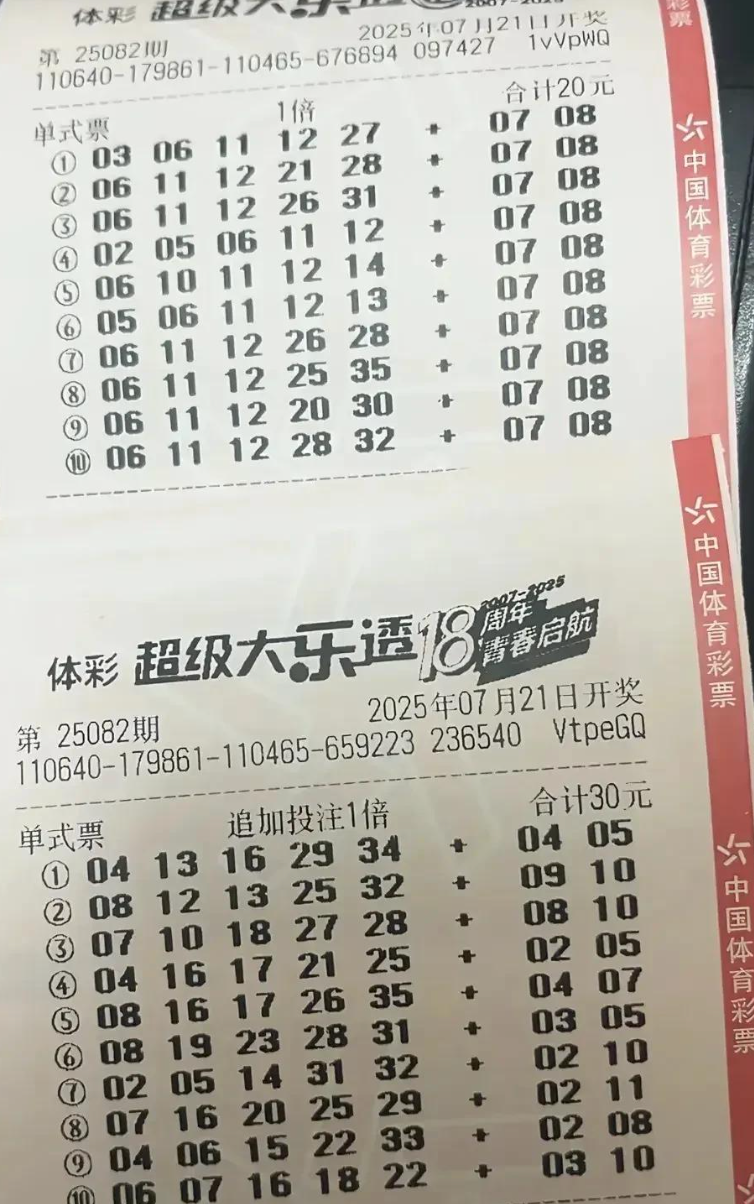 体彩 超级大乐透
第 25082期 2025年07月21日开奖
110640-179861-110465-676894 097427 1vVpWQ
单式票 1倍 合计20元
① 03 06 11 12 27 + 07 08
② 06 11 12 21 28 + 07 08
③ 06 11 12 26 31 + 07 08
④ 02 05 06 11 12 + 07 08
⑤ 06 10 11 12 14 + 07 08
⑥ 05 06 11 12 13 + 07 08
⑦ 06 11 12 26 28 + 07 08
⑧ 06 11 12 25 35 + 07 08
⑨ 06 11 12 20 30 + 07 08
⑩ 06 11 12 28 32 + 07 08
体彩 超级大乐透 18周年 2007-2025
青春启航
第 25082期 2025年07月21日开奖
110640-179861-110465-659223 236540 VtpeGQ
单式票 追加投注1倍 合计30元
① 04 13 16 29 34 + 04 05
② 08 12 13 25 32 + 09 10
③ 07 10 18 27 28 + 08 10
④ 04 16 17 21 25 + 02 05
⑤ 08 16 17 26 35 + 04 07
⑥ 08 19 23 28 31 + 03 05
⑦ 02 05 14 31 32 + 02 10
⑧ 07 16 20 25 29 + 02 11
⑨ 04 06 15 22 33 + 02 08
⑩ 06 07 16 18 22 + 03 10
彩票
中国体育彩票
中国体育彩票
中国体育彩票